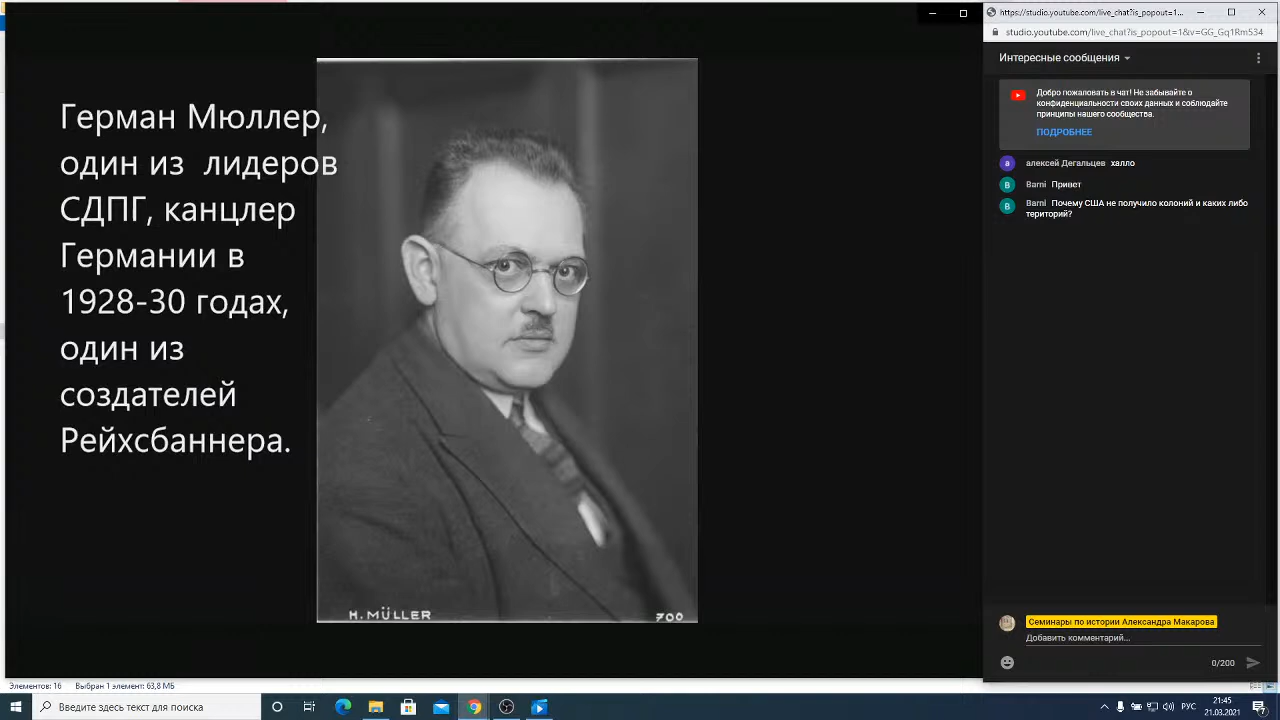 Герман Мюллер,
один из лидеров
СДПГ, канцлер
Германии в
1928-30 годах,
один из
создателей
Рейхсбаннера.
H. MÜLLER
700
https://studio.youtube.com/live_chat?is_popout=1...
studio.youtube.com/live_chat?is_popout=1&v=GG_Gq1Rm534
Интересные сообщения
Добро пожаловать в чат! Не забывайте о
конфиденциальности своих данных и соблюдайте
принципы нашего сообщества.
ПОДРОБНЕЕ
а алексей Дегальцев халло
B Barni Привет
B Barni Почему США не получило колоний и каких либо
територий?
Семинары по истории Александра Макарова
Добавить комментарий...
0/200
Элементов: 16 Выбран 1 элемент: 63,8 МБ
Введите здесь текст для поиска
РУС
21:45
21.03.2021